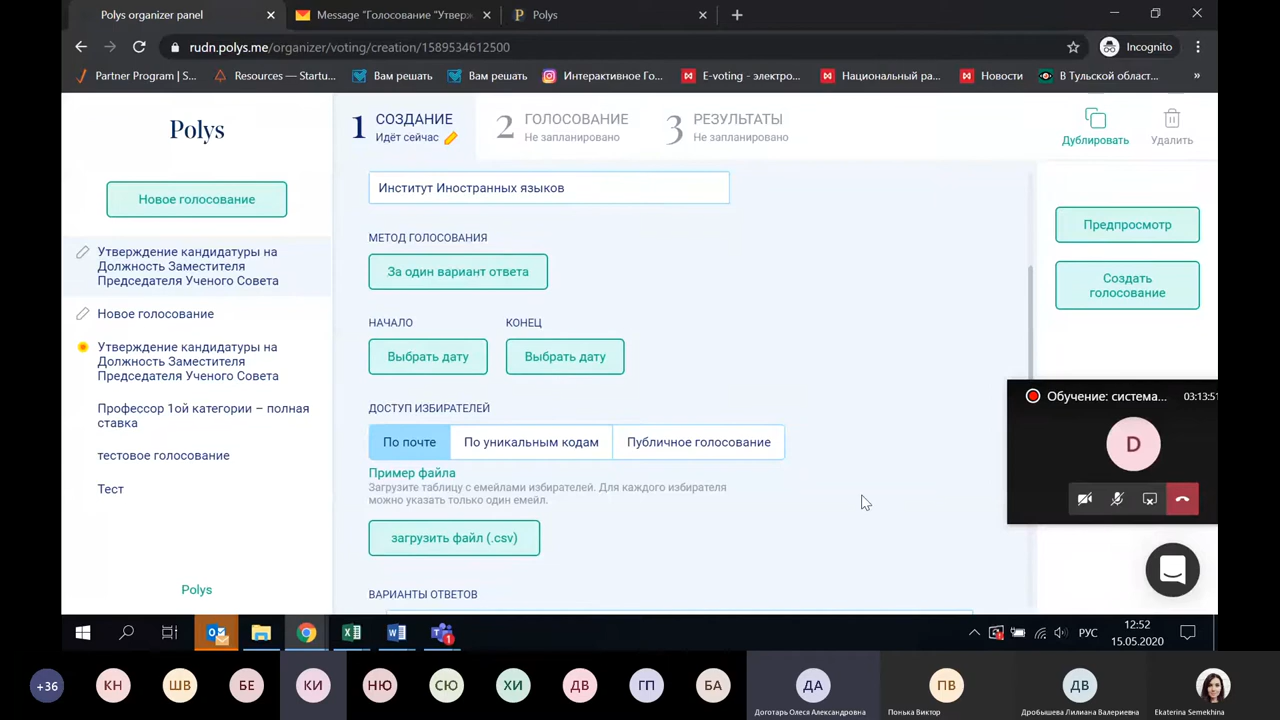 Polys organizer panel
Message "Голосование "Утверж
Polys
rudn.polys.me/organizer/voting/creation/1589534612500
Incognito
Partner Program | S...
Resources — Startu...
Вам решать
Вам решать
Интерактивное Го...
E-voting - электро...
Национальный ра...
Новости
В Тульской област...
»
Polys
1 СОЗДАНИЕ
Идёт сейчас
2 ГОЛОСОВАНИЕ
Не запланировано
3 РЕЗУЛЬТАТЫ
Не запланировано
Дублировать
Удалить
Новое голосование
Утверждение кандидатуры на
Должность Заместителя
Председателя Ученого Совета
Новое голосование
Утверждение кандидатуры на
Должность Заместителя
Председателя Ученого Совета
Профессор 1ой категории – полная
ставка
тестовое голосование
Тест
Polys
Институт Иностранных языков
МЕТОД ГОЛОСОВАНИЯ
За один вариант ответа
НАЧАЛО
КОНЕЦ
Выбрать дату
Выбрать дату
ДОСТУП ИЗБИРАТЕЛЕЙ
По почте
По уникальным кодам
Публичное голосование
Пример файла
Загрузите таблицу с емейлами избирателей. Для каждого избирателя
можно указать только один емейл.
загрузить файл (.csv)
ВАРИАНТЫ ОТВЕТОВ
Предпросмотр
Создать
голосование
Обучение: система...
03:13:51
D
РУС
12:52
15.05.2020
+36
КН
ШВ
БЕ
КИ
НЮ
СЮ
ХИ
ДВ
ГП
БА
ДА
Доготарь Олеся Александровна
ПВ
Понька Виктор
ДВ
Дробышева Лилиана Валериевна
Ekaterina Semekhina